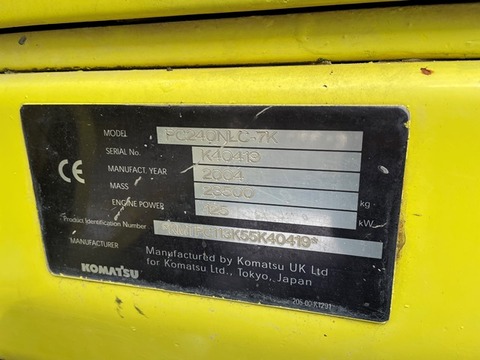 MODEL PC240NLC-7K
SERIAL No. K40419
MANUFACT. YEAR 2004
CE
MASS kg
ENGINE POWER kW
Product Identification Number
MANUFACTURER
Manufactured by Komatsu UK Ltd
for Komatsu Ltd., Tokyo, Japan
KOMATSU